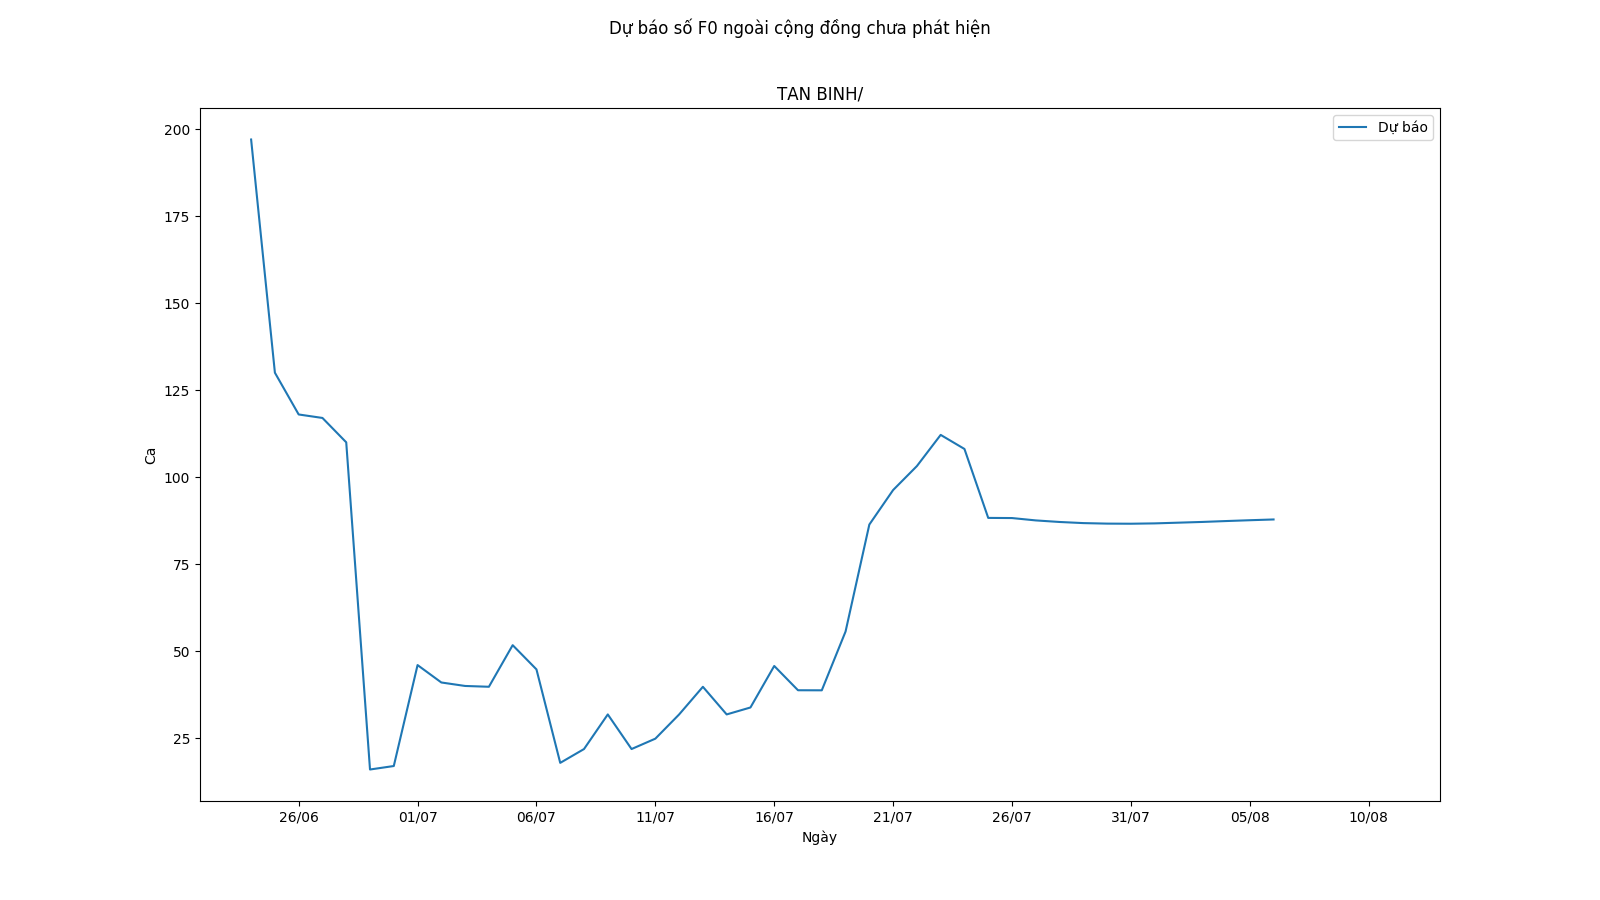 Dự báo số F0 ngoài cộng đồng chưa phát hiện
TAN BINH/
Dự báo
200
175
150
125
100
75
50
25
Ca
26/06 01/07 06/07 11/07 16/07 21/07 26/07 31/07 05/08 10/08
Ngày